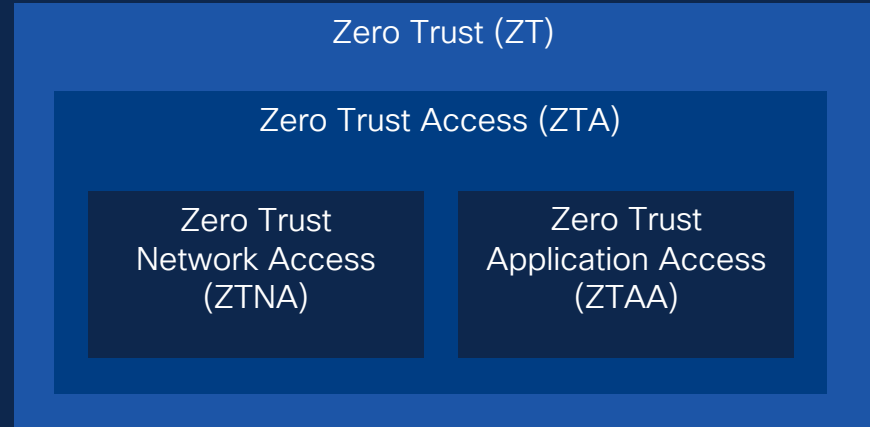 Zero Trust (ZT)
Zero Trust Access (ZTA)
Zero Trust
Network Access
(ZTNA)
Zero Trust
Application Access
(ZTAA)